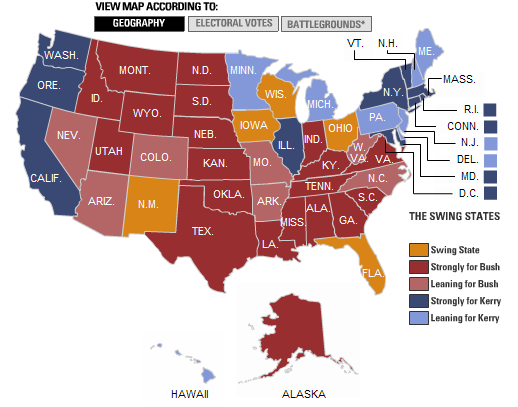 VIEW MAP ACCORDING TO:
GEOGRAPHY
ELECTORAL VOTES
BATTLEGROUNDS*
VT.
N.H.
ME.
WASH.
MONT.
N.D.
MINN.
MASS.
ORE.
ID.
S.D.
WIS.
MICH.
N.Y.
WYO.
R.I.
NEB.
IOWA
PA.
CONN.
NEV.
UTAH
COLO.
ILL.
IND.
OHIO
N.J.
KAN.
MO.
W.
VA.
VA.
DEL.
CALIF.
KY.
MD.
ARIZ.
N.M.
OKLA.
ARK.
TENN.
N.C.
D.C.
S.C.
TEX.
MISS.
ALA.
GA.
THE SWING STATES
LA.
FLA.
Swing State
Strongly for Bush
Leaning for Bush
Strongly for Kerry
Leaning for Kerry
HAWAII
ALASKA